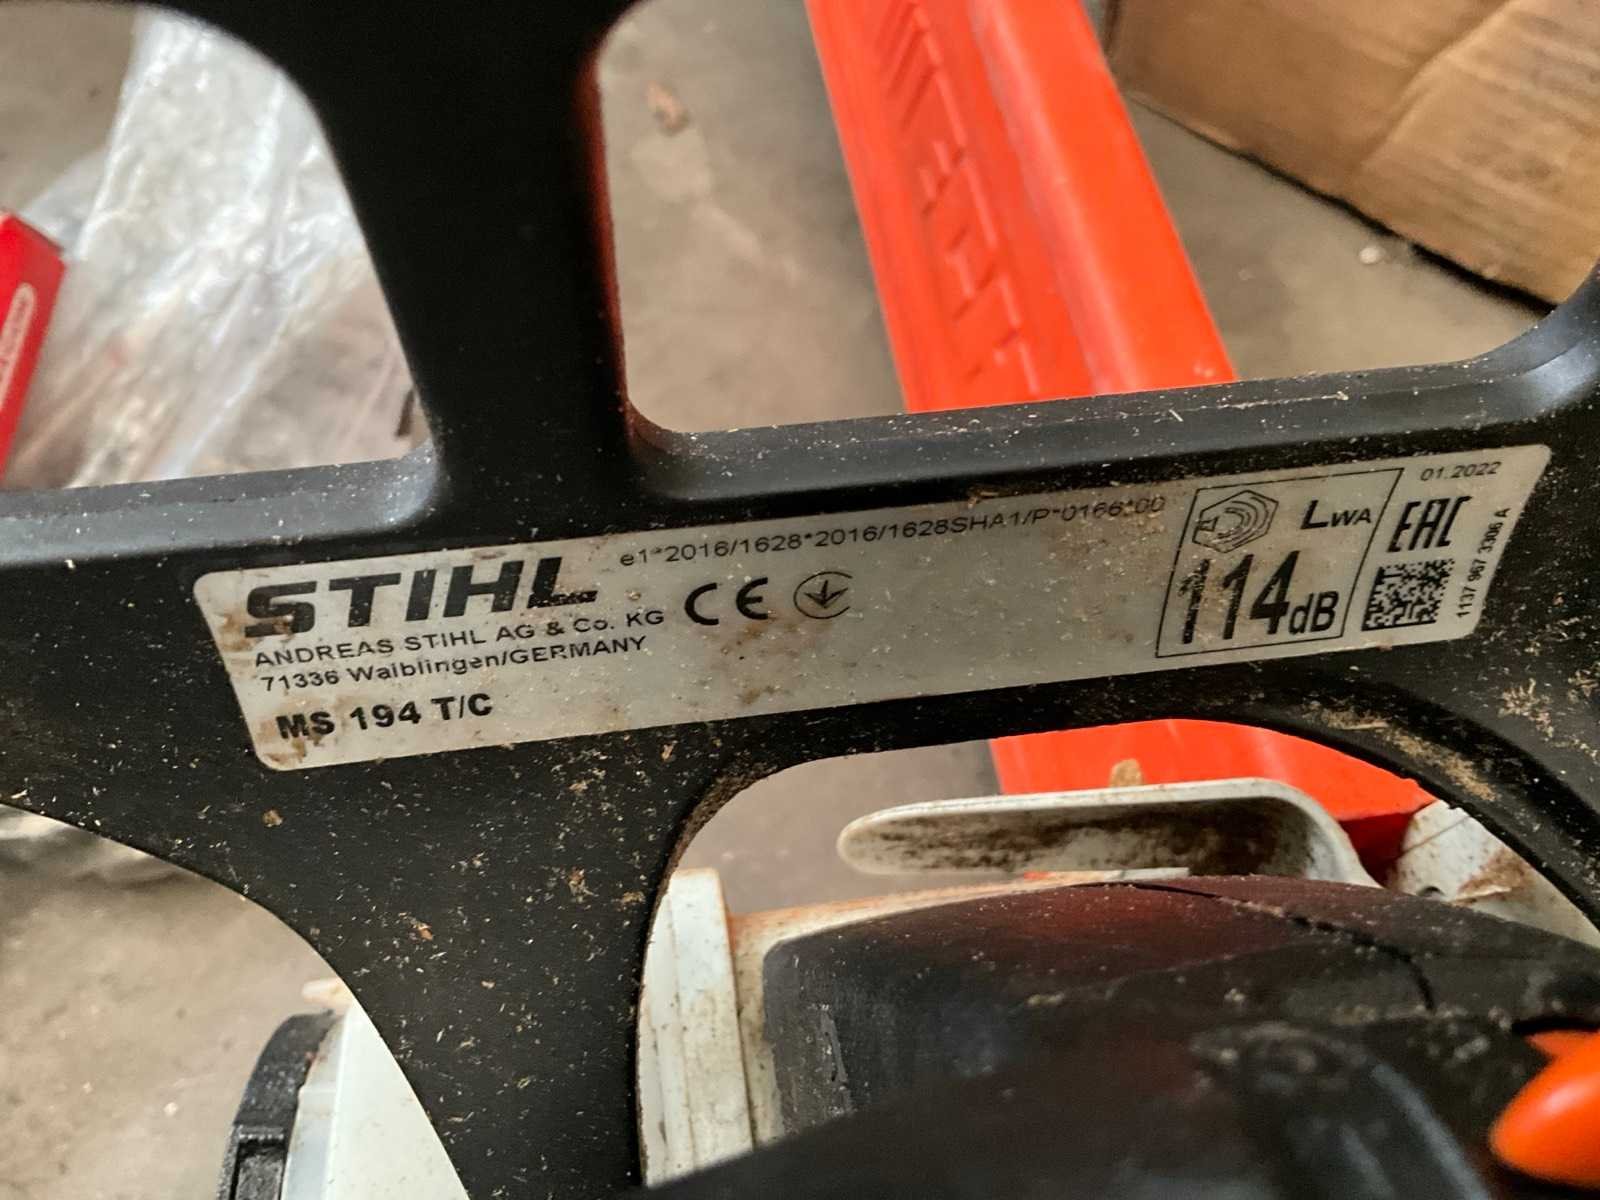 STIHL
e1*2016/1628*2016/1628SHA1/P*0166*00
ANDREAS STIHL AG & Co. KG
71336 Waiblingen/GERMANY
MS 194 T/C
CE
LWA
114dB
EAC
01.2022
1137 967 3306 A